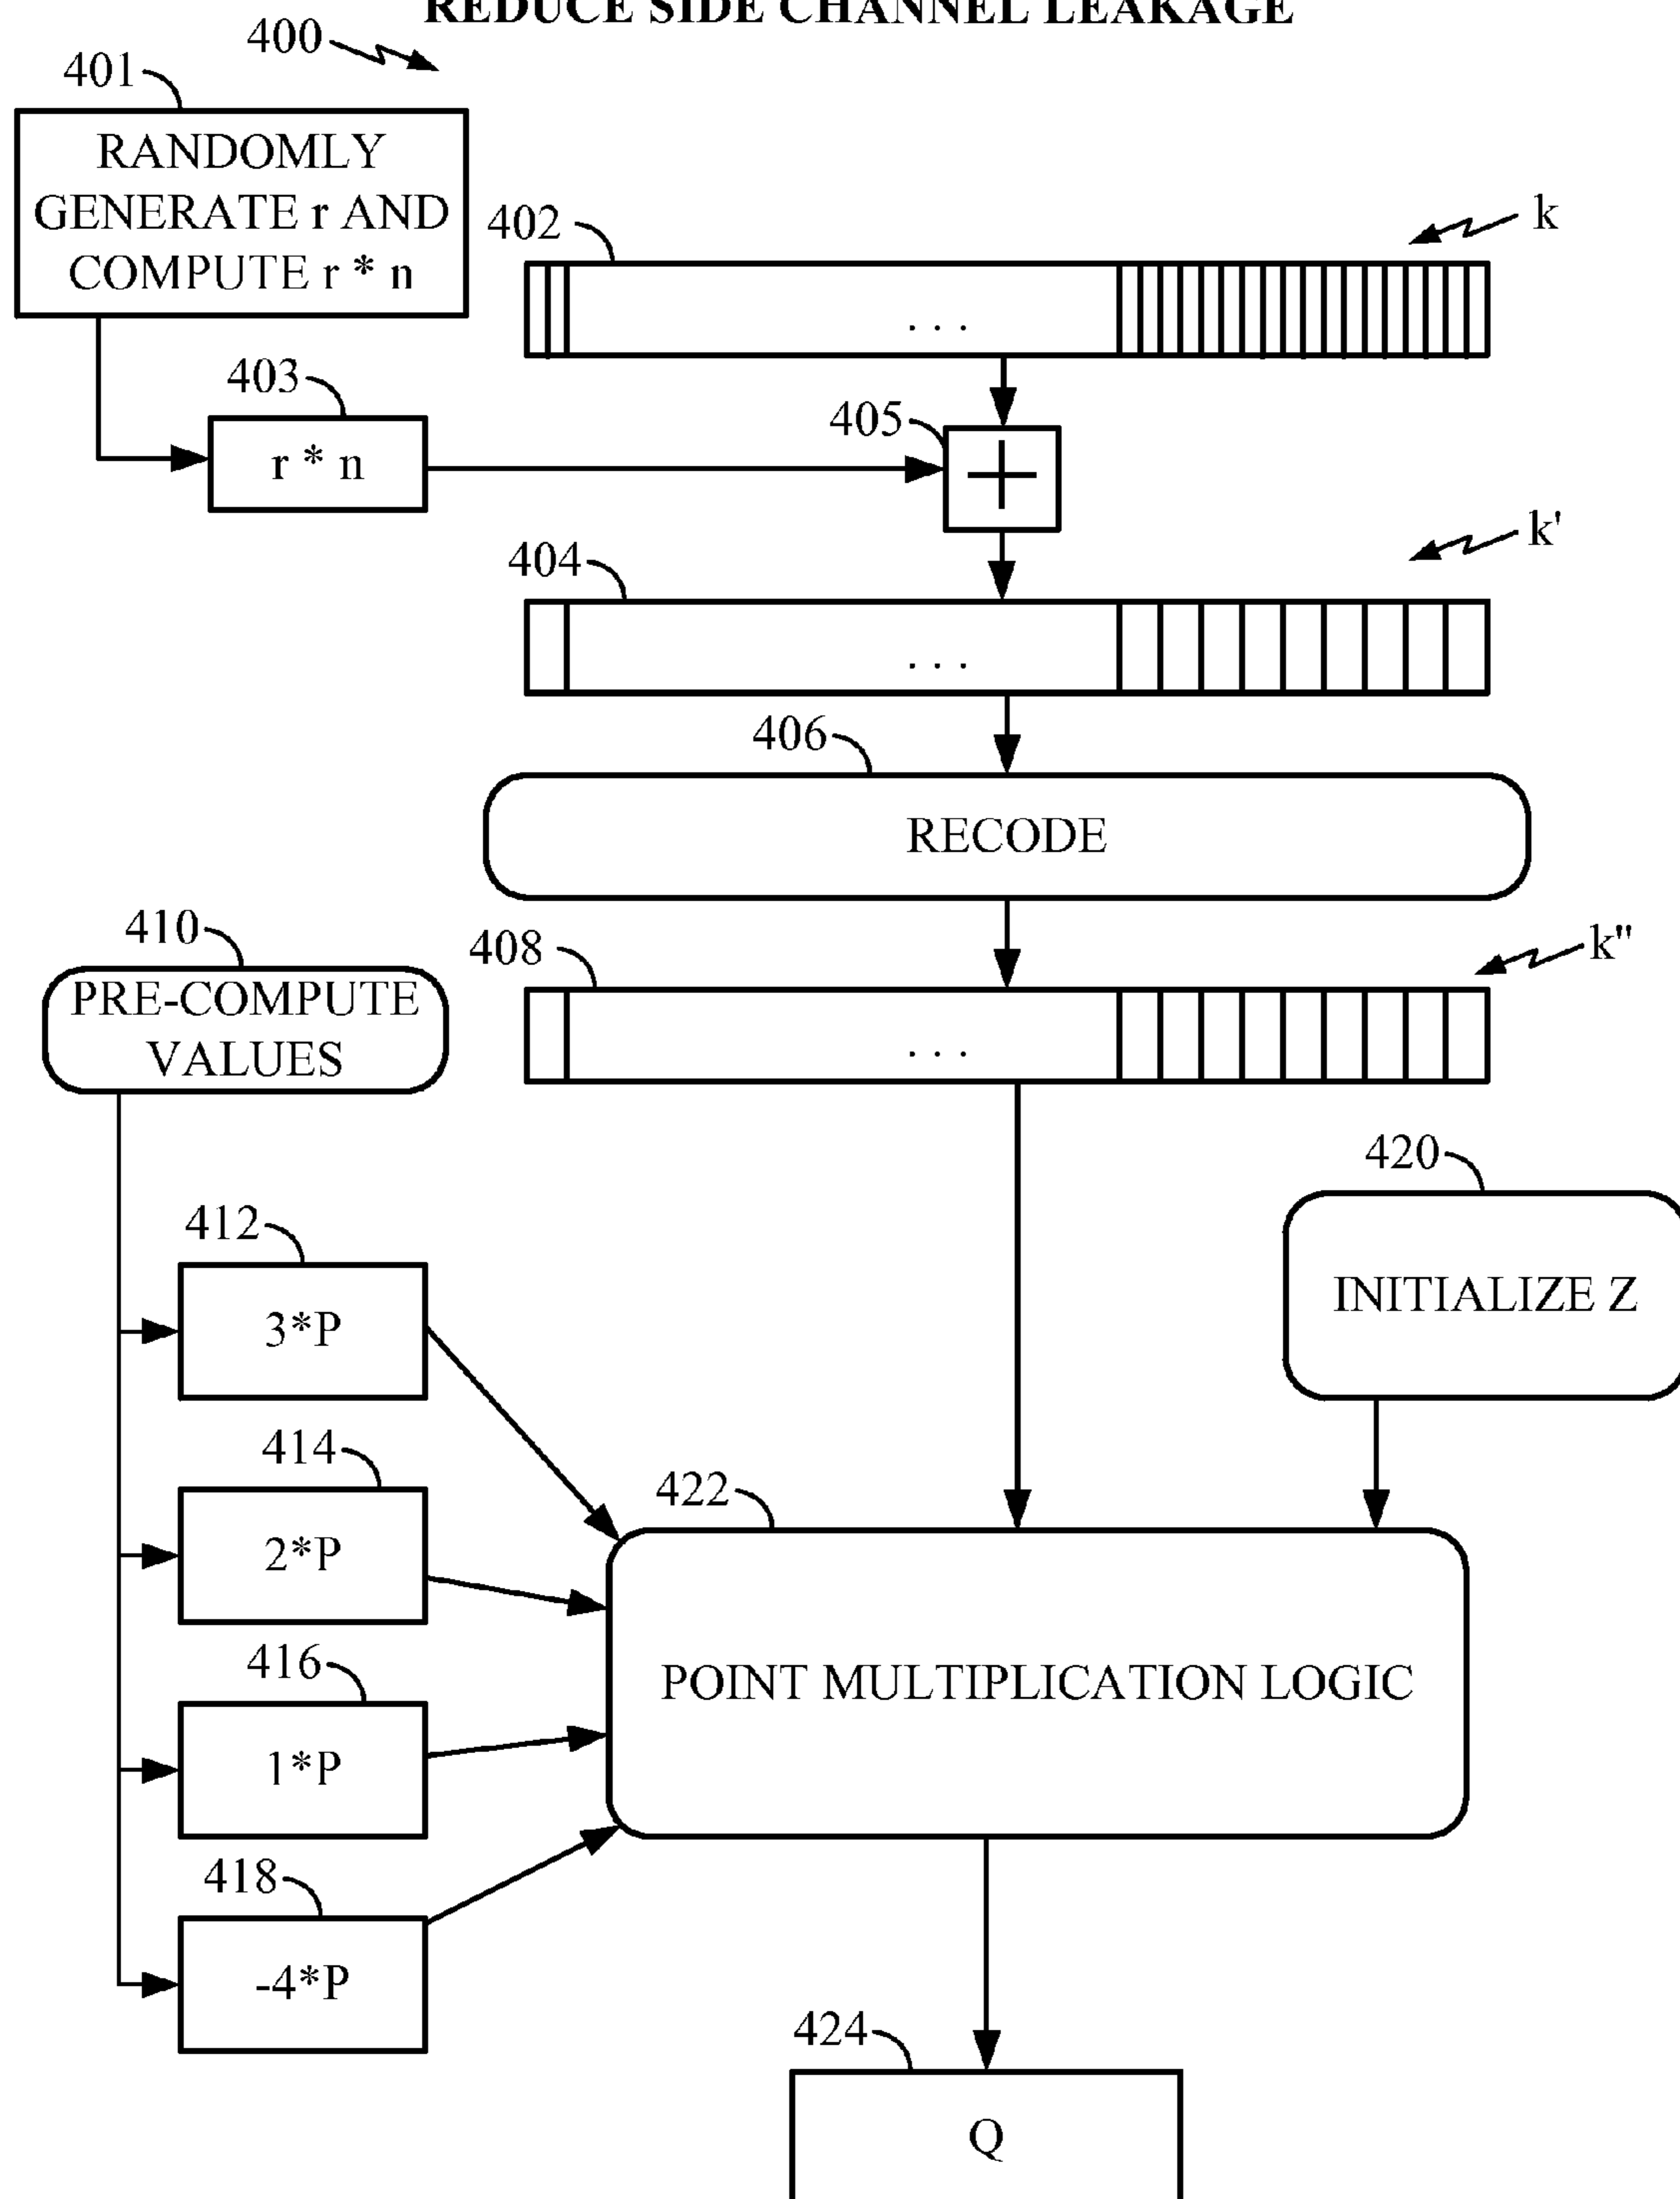 REDUCE SIDE CHANNEL LEAKAGE
400
401
RANDOMLY
GENERATE r AND
COMPUTE r * n
402
k
. . .
403
r * n
405
+
k'
404
. . .
406
RECODE
410
PRE-COMPUTE
VALUES
408
k"
. . .
420
INITIALIZE Z
412
3*P
414
2*P
422
POINT MULTIPLICATION LOGIC
416
1*P
418
-4*P
424
Q